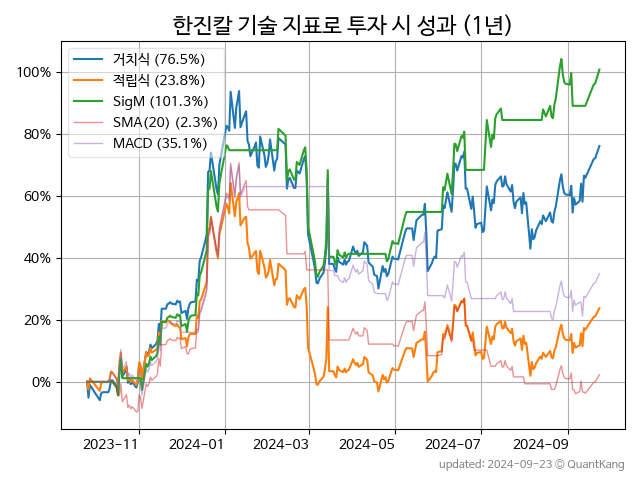 한진칼 기술 지표로 투자 시 성과 (1년)
거치식 (76.5%)
적립식 (23.8%)
SigM (101.3%)
SMA(20) (2.3%)
MACD (35.1%)
100%
80%
60%
40%
20%
0%
2023-11 2024-01 2024-03 2024-05 2024-07 2024-09
updated: 2024-09-23 © QuantKang